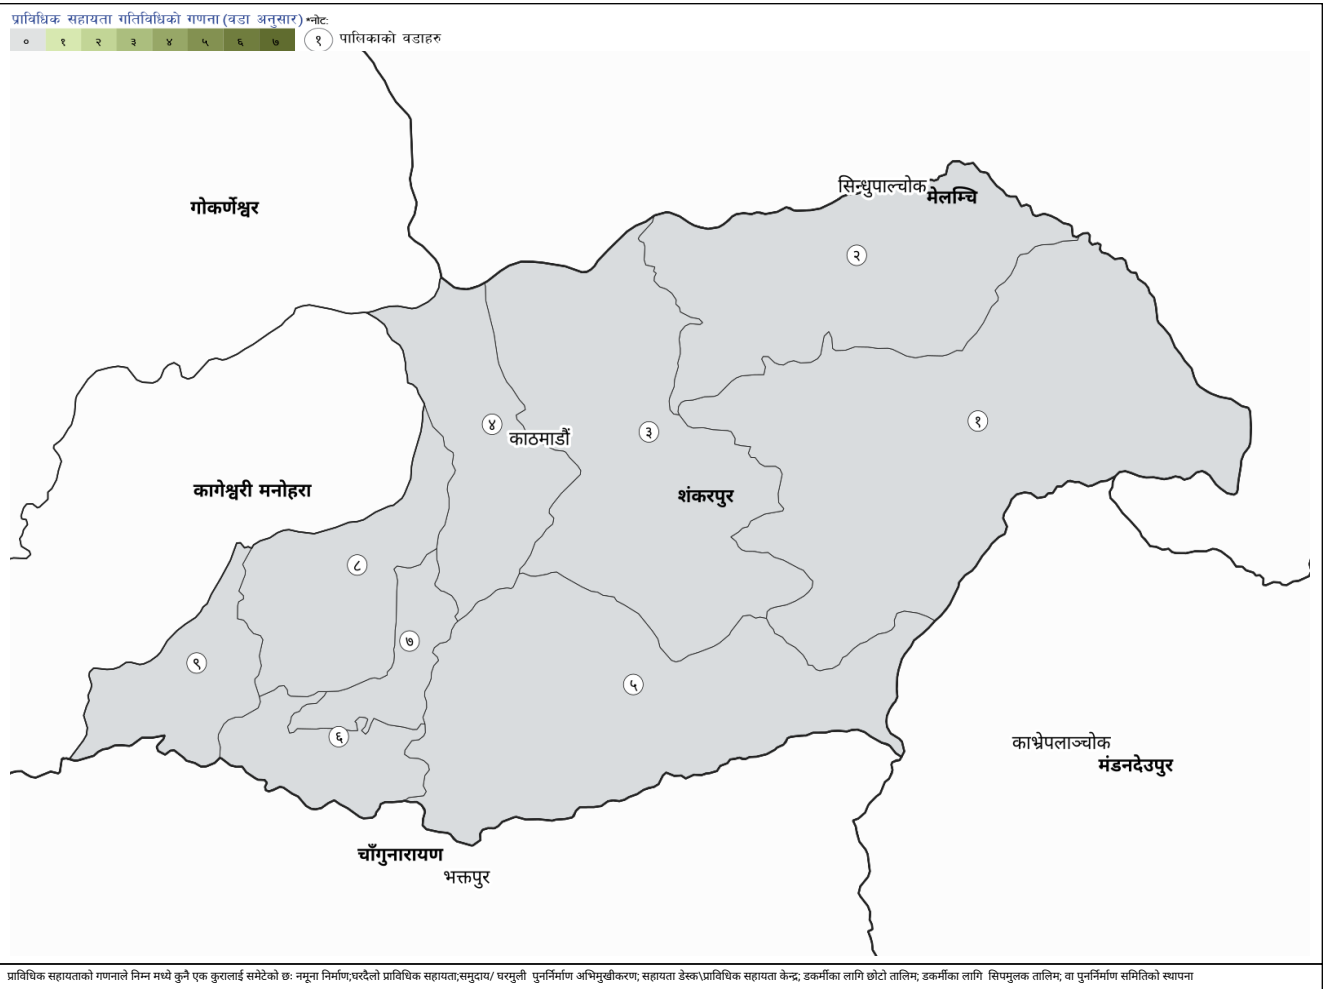 प्राविधिक सहायता गतिविधिको गणना (वडा अनुसार) *नोट:
० १ २ ३ ४ ५ ६ ७ १ पालिकाको वडाहरु
सिन्धुपाल्चोक
मेलम्चि
गोकर्णेश्वर
२
४
काठमाडौं
३
१
कागेश्वरी मनोहरा
शंकरपुर
८
७
९
५
६
काभ्रेपलाञ्चोक
मंडनदेउपुर
चाँगुनारायण
भक्तपुर
प्राविधिक सहायताको गणनाले निम्न मध्ये कुनै एक कुरालाई समेटेको छः नमूना निर्माण;घरदैलो प्राविधिक सहायता;समुदाय/ घरमुली पुनर्निर्माण अभिमुखीकरण; सहायता डेस्क\प्राविधिक सहायता केन्द्र; डकर्मीका लागि छोटो तालिम; डकर्मीका लागि सिपमुलक तालिम; वा पुनर्निर्माण समितिको स्थापना